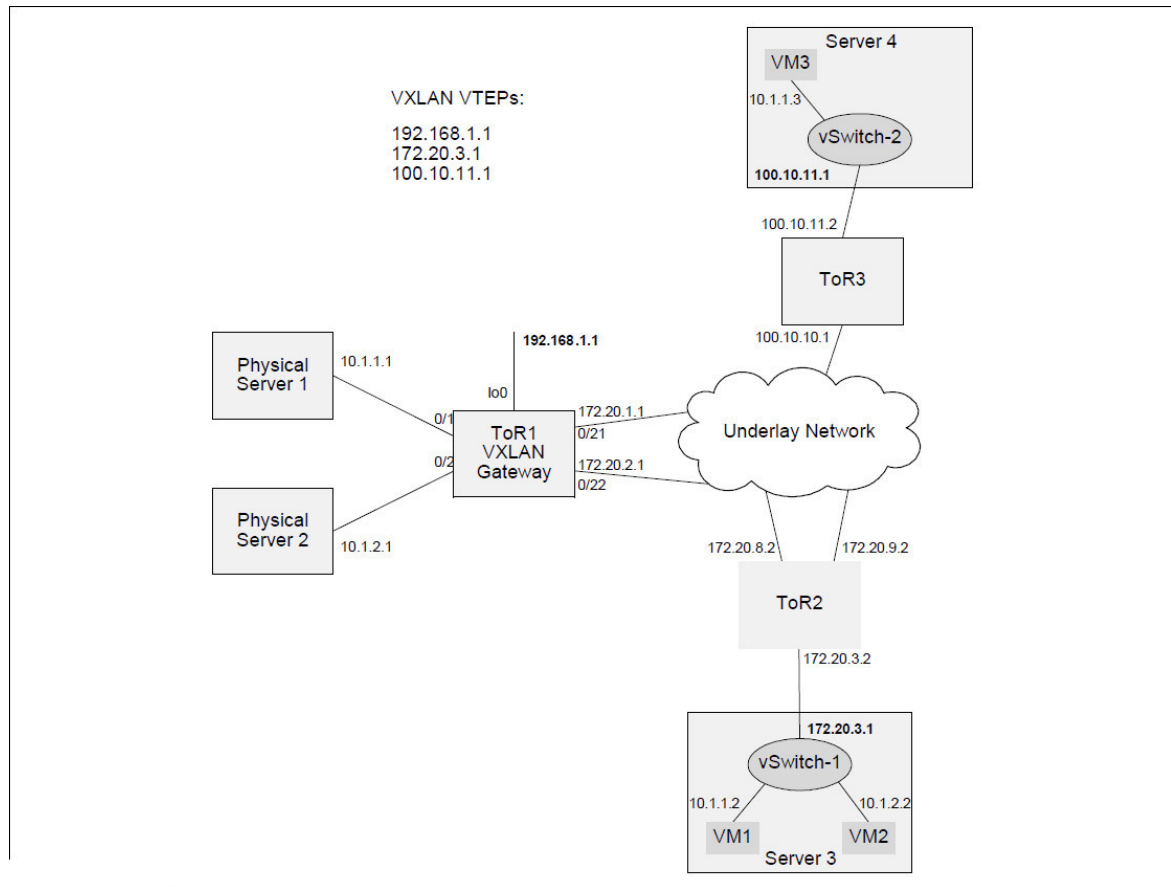 Server 4
VM3
10.1.1.3
vSwitch-2
100.10.11.1
VXLAN VTEPs:
192.168.1.1
172.20.3.1
100.10.11.1
100.10.11.2
ToR3
100.10.10.1
192.168.1.1
lo0
Physical
Server 1
10.1.1.1
0/1
ToR1
VXLAN
Gateway
172.20.1.1
0/21
0/2
172.20.2.1
0/22
Underlay Network
Physical
Server 2
10.1.2.1
172.20.8.2
172.20.9.2
ToR2
172.20.3.2
172.20.3.1
vSwitch-1
10.1.1.2
10.1.2.2
VM1
VM2
Server 3